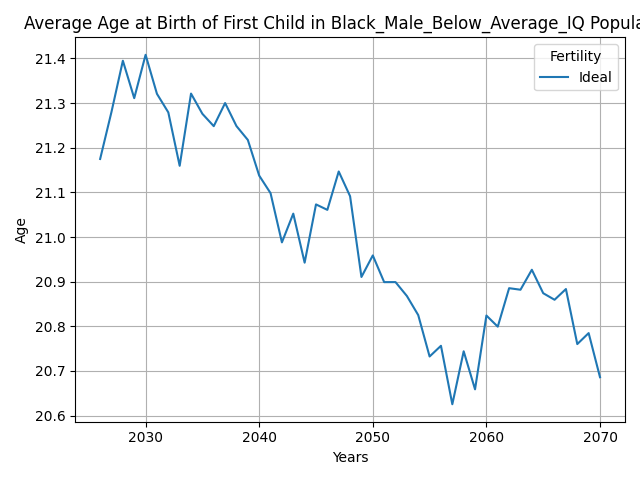 Average Age at Birth of First Child in Black_Male_Below_Average_IQ Popula
Fertility
Ideal
21.4
21.3
21.2
21.1
21.0
20.9
20.8
20.7
20.6
Age
2030 2040 2050 2060 2070
Years